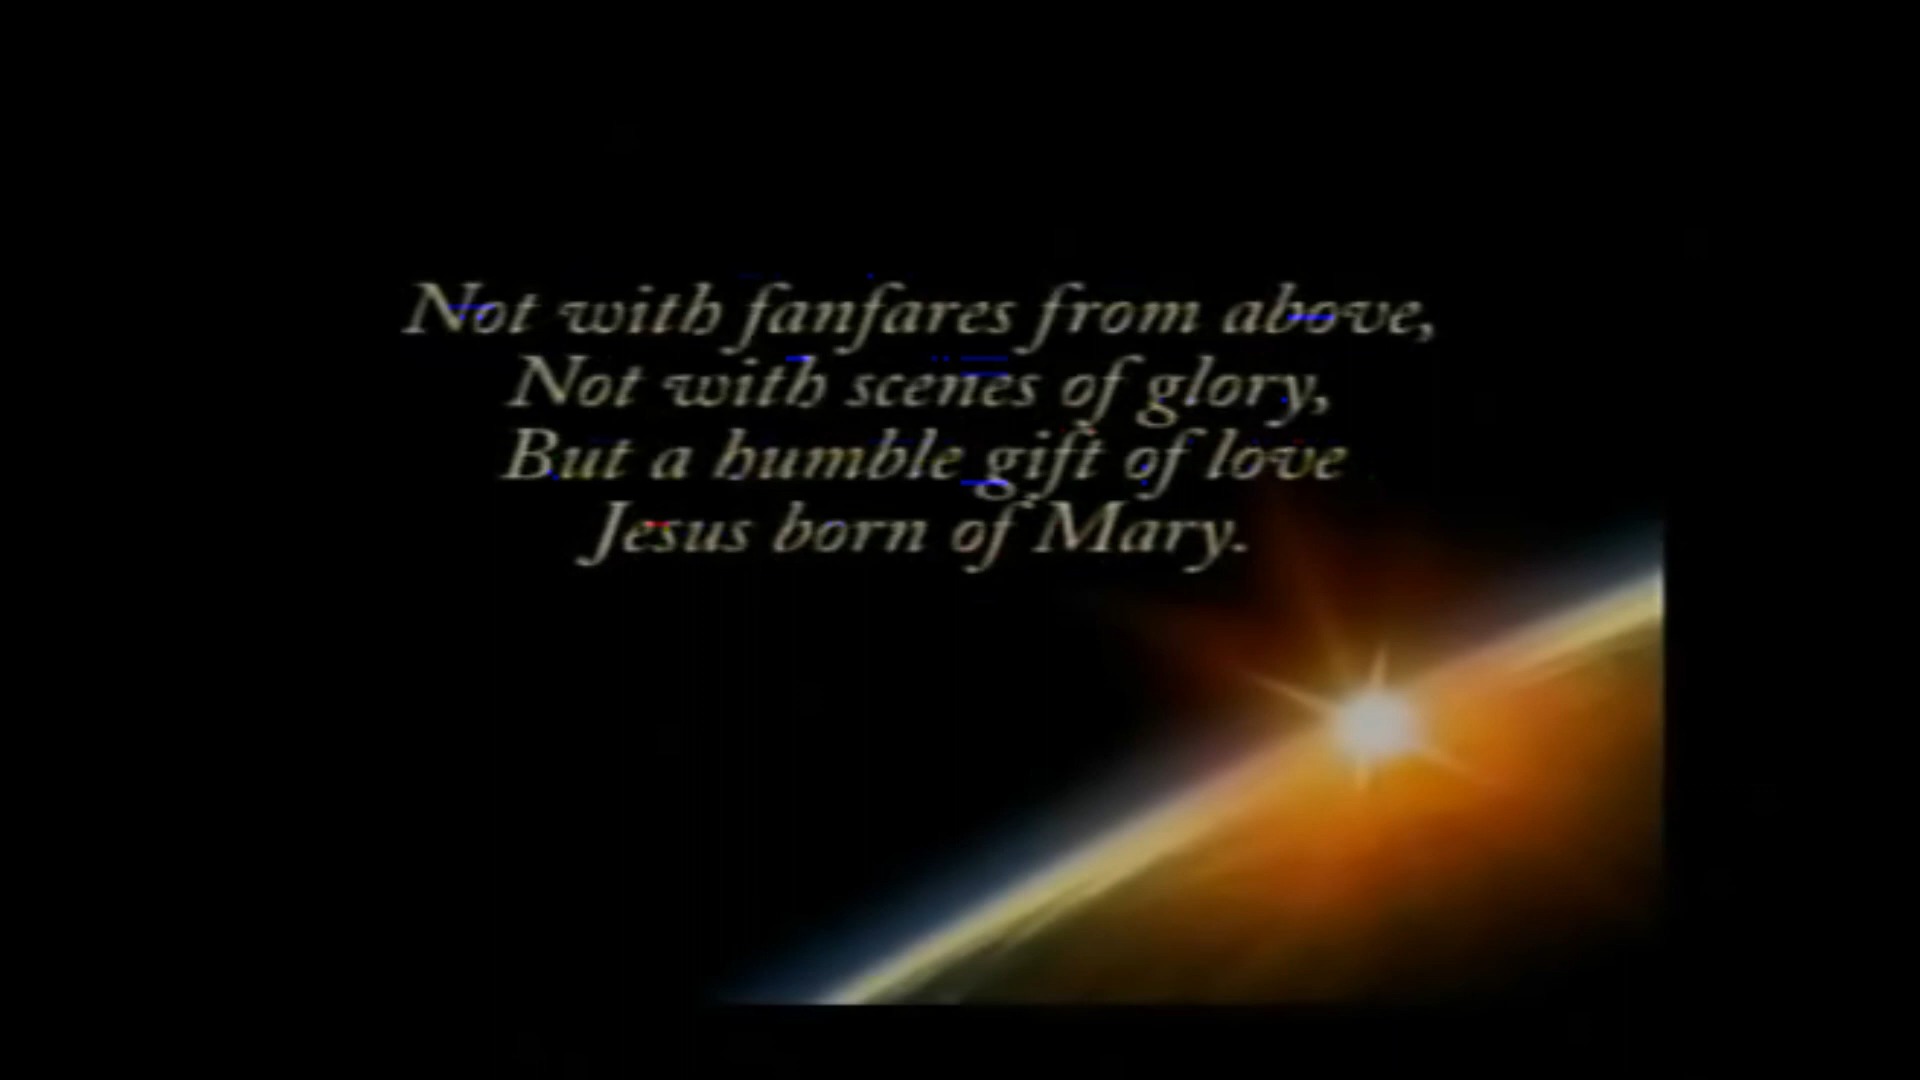 Not with fanfares from above,
Not with scenes of glory,
But a humble gift of love
Jesus born of Mary.